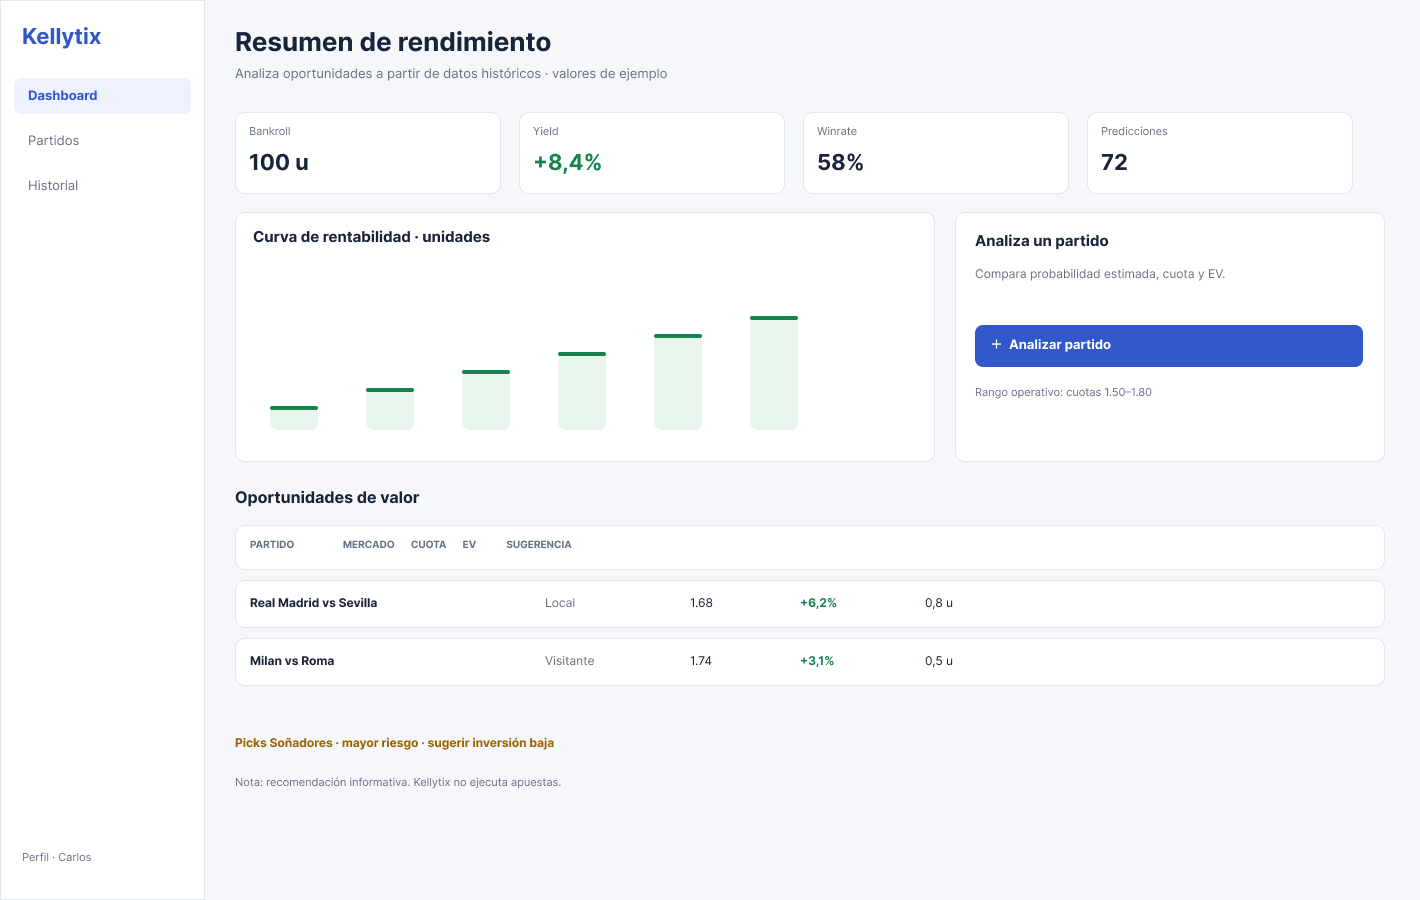 Kellytix
Dashboard
Partidos
Historial
Perfil · Carlos
Resumen de rendimiento
Analiza oportunidades a partir de datos históricos · valores de ejemplo
Bankroll
100 u
Yield
+8,4%
Winrate
58%
Predicciones
72
Curva de rentabilidad · unidades
Analiza un partido
Compara probabilidad estimada, cuota y EV.
+ Analizar partido
Rango operativo: cuotas 1.50–1.80
Oportunidades de valor
PARTIDO MERCADO CUOTA EV SUGERENCIA
Real Madrid vs Sevilla Local 1.68 +6,2% 0,8 u
Milan vs Roma Visitante 1.74 +3,1% 0,5 u
Picks Soñadores · mayor riesgo · sugerir inversión baja
Nota: recomendación informativa. Kellytix no ejecuta apuestas.